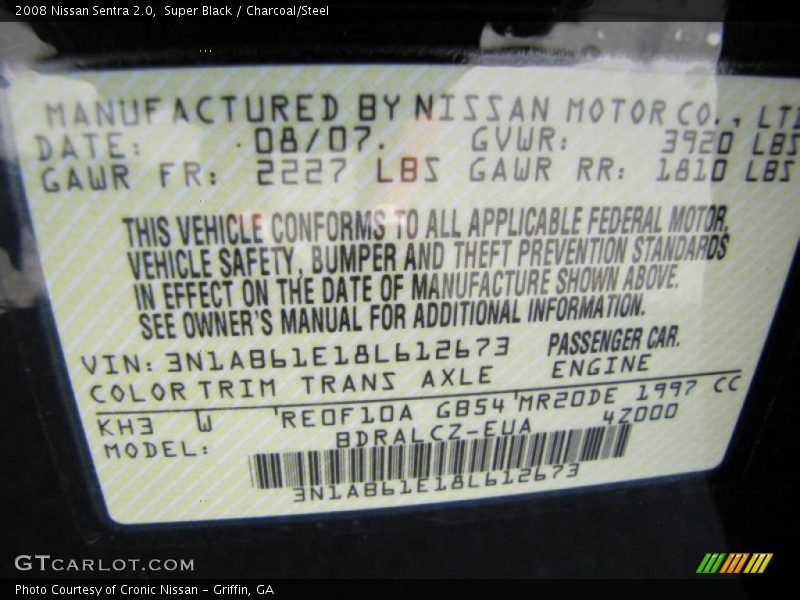 2008 Nissan Sentra 2.0,  Super Black / Charcoal/Steel
MANUFACTURED BY NISSAN MOTOR CO., LTD
DATE: 08/07. GVWR: 3920 LBS
GAWR FR: 2227 LBS GAWR RR: 1810 LBS
THIS VEHICLE CONFORMS TO ALL APPLICABLE FEDERAL MOTOR,
VEHICLE SAFETY, BUMPER AND THEFT PREVENTION STANDARDS
IN EFFECT ON THE DATE OF MANUFACTURE SHOWN ABOVE.
SEE OWNER'S MANUAL FOR ADDITIONAL INFORMATION.
VIN: 3N1AB61E18L612673 PASSENGER CAR.
COLOR TRIM TRANS AXLE ENGINE
KH3 W RE0F10A GB54 MR20DE 1997 CC
MODEL: BDRALCZ-EUA 4Z000
3N1AB61E18L612673
GTCARLOT.COM
Photo Courtesy of Cronic Nissan - Griffin, GA